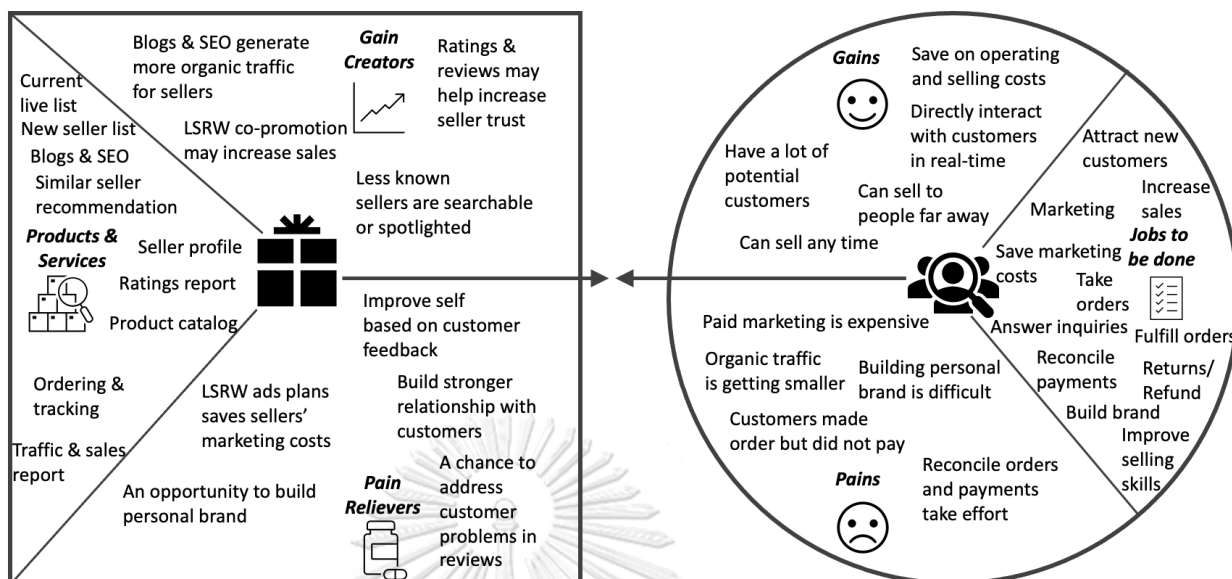 Blogs & SEO generate
more organic traffic
for sellers
Gain
Creators
Ratings &
reviews may
help increase
seller trust
LSRW co-promotion
may increase sales
Less known
sellers are searchable
or spotlighted
Current
live list
New seller list
Blogs & SEO
Similar seller
recommendation
Products &
Services
Seller profile
Ratings report
Product catalog
Ordering &
tracking
Traffic & sales
report
Improve self
based on customer
feedback
Build stronger
relationship with
customers
LSRW ads plans
saves sellers'
marketing costs
An opportunity to build
personal brand
Pain
Relievers
A chance to
address
customer
problems in
reviews
Gains
Save on operating
and selling costs
Directly interact
with customers
in real-time
Have a lot of
potential
customers
Can sell to
people far away
Can sell any time
Attract new
customers
Increase
sales
Marketing
Jobs to
be done
Save marketing
costs
Take
orders
Answer inquiries
Fulfill orders
Reconcile
payments
Returns/
Refund
Build brand
Improve
selling
skills
Paid marketing is expensive
Organic traffic
is getting smaller
Building personal
brand is difficult
Customers made
order but did not pay
Pains
Reconcile orders
and payments
take effort